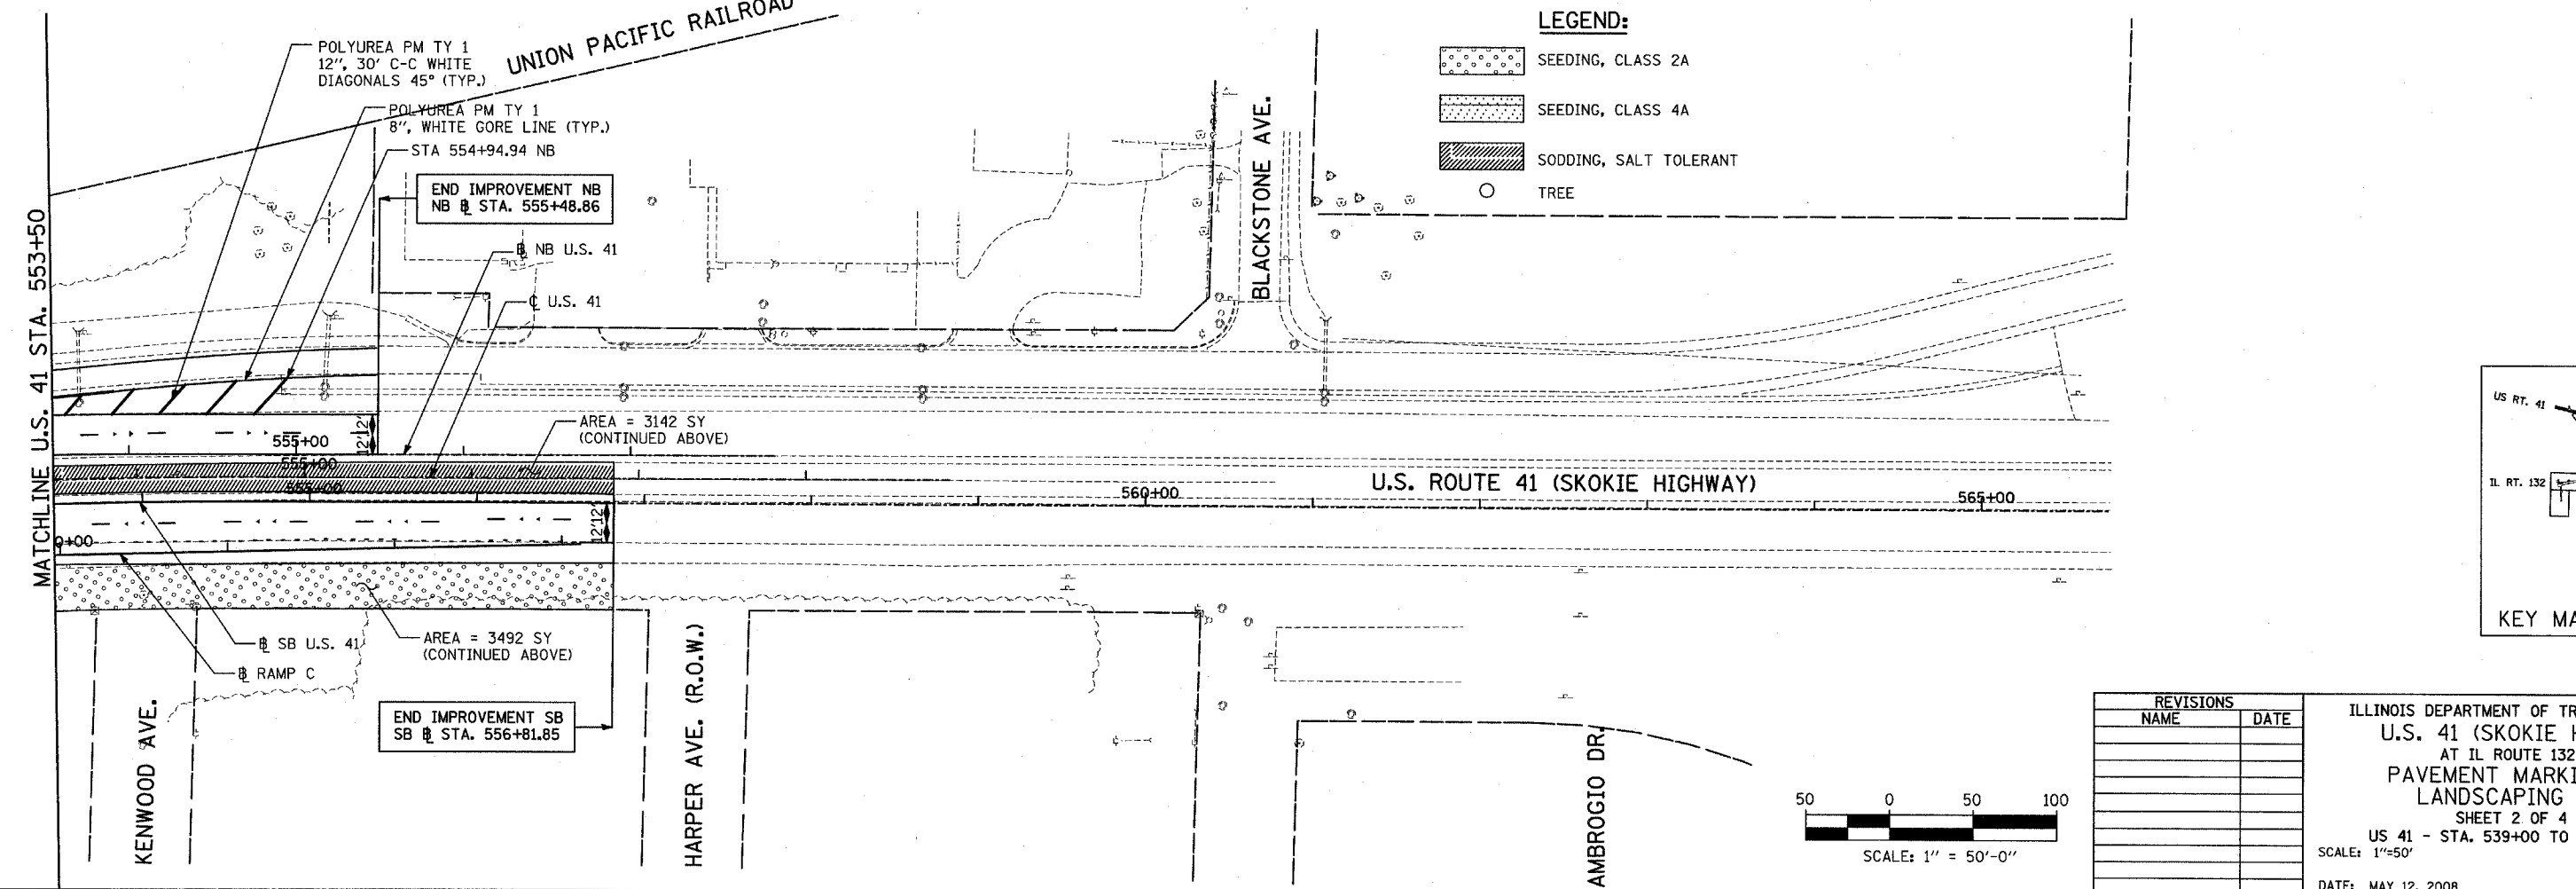 POLYUREA PM TY 1
12", 30' C-C WHITE
DIAGONALS 45° (TYP.)
UNION PACIFIC RAILROAD
POLYUREA PM TY 1
8", WHITE GORE LINE (TYP.)
STA 554+94.94 NB
END IMPROVEMENT NB
NB ℄ STA. 555+48.86
B̲L̲ NB U.S. 41
℄ U.S. 41
BLACKSTONE AVE.
LEGEND:
SEEDING, CLASS 2A
SEEDING, CLASS 4A
SODDING, SALT TOLERANT
TREE
MATCHLINE U.S. 41 STA. 553+50
AREA = 3142 SY
(CONTINUED ABOVE)
555+00
12'
12'
555+00
555+00
560+00
U.S. ROUTE 41 (SKOKIE HIGHWAY)
565+00
12'
12'
0+00
US RT. 41
IL RT. 132
KEY MA
BL SB U.S. 41
BL RAMP C
AREA = 3492 SY
(CONTINUED ABOVE)
END IMPROVEMENT SB
SB BL STA. 556+81.85
KENWOOD AVE.
HARPER AVE. (R.O.W.)
AMBROGIO DR.
50 0 50 100
SCALE: 1" = 50'-0"
REVISIONS
NAME DATE
ILLINOIS DEPARTMENT OF TR
U.S. 41 (SKOKIE H
AT IL ROUTE 132
PAVEMENT MARKI
LANDSCAPING
SHEET 2 OF 4
US 41 - STA. 539+00 TO
SCALE: 1"=50'
DATE: MAY 12, 2008